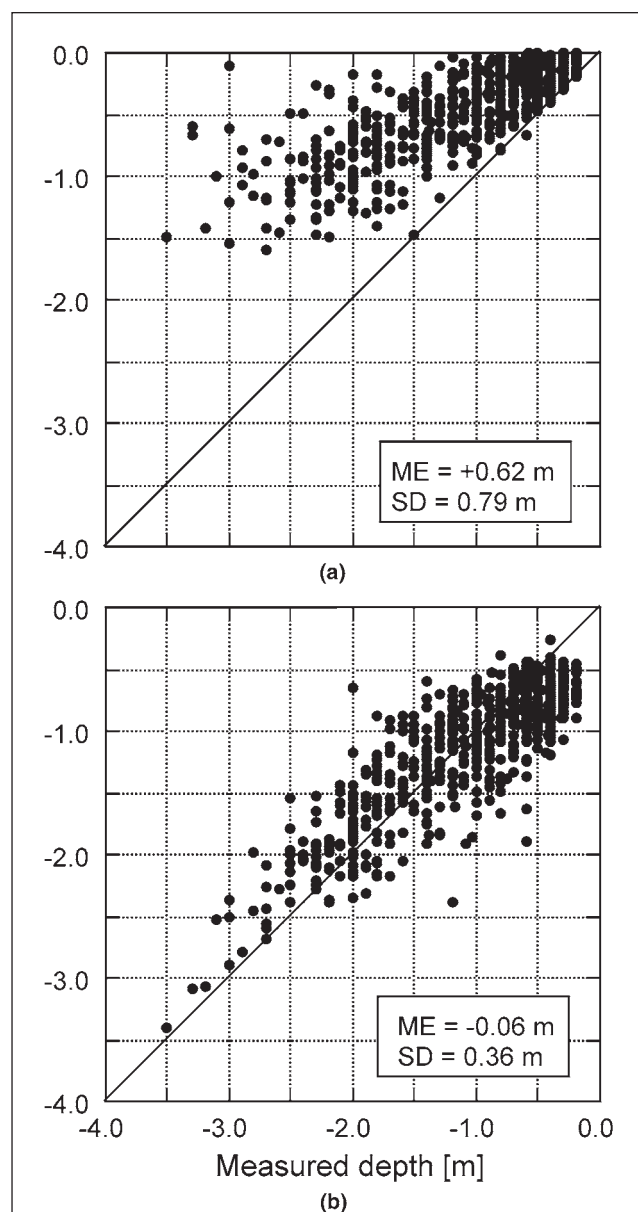 0.0
-1.0
-2.0
-3.0
-4.0
ME = +0.62 m
SD = 0.79 m
(a)
0.0
-1.0
-2.0
-3.0
-4.0
ME = -0.06 m
SD = 0.36 m
-4.0 -3.0 -2.0 -1.0 0.0
Measured depth [m]
(b)